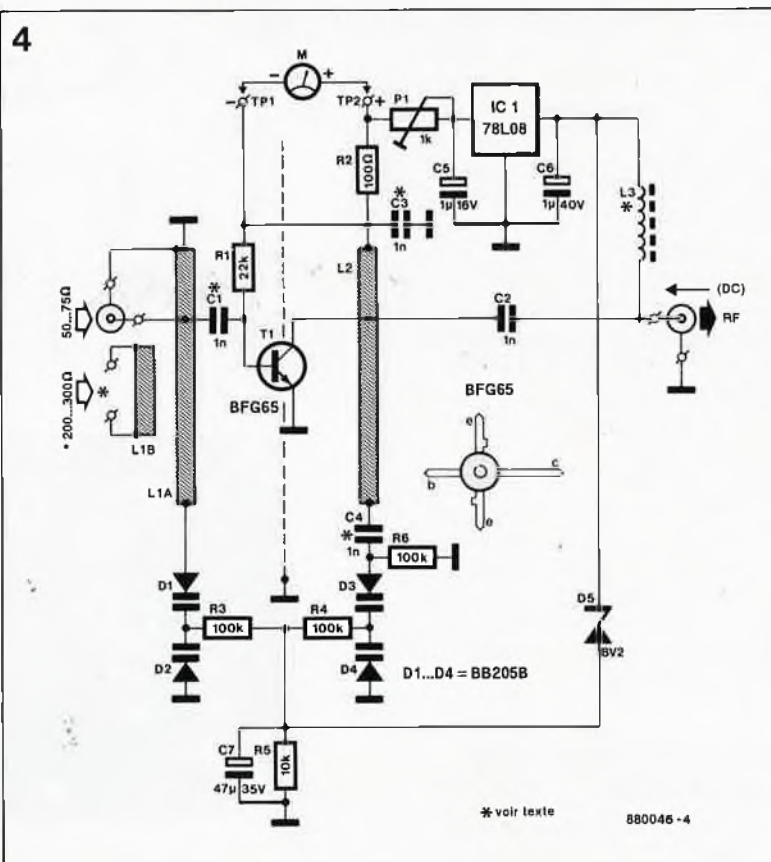 4
M
− +
− TP1
TP2 +
P1
1k
IC 1
78L08
R2
100Ω
C5
1µ 16V
C6
1µ 40V
L3
*
*
C3
1n
R1
22k
L2
50...75Ω
*
C1
1n
(DC)
RF
C2
1n
T1
BFG65
BFG65
* 200...300Ω
L1B
L1A
e
b
c
e
C4
*
1n
R6
100k
D1
D3
R3
100k
R4
100k
D5
8V2
D2
D4
D1...D4 = BB205B
C7
47µ 35V
R5
10k
* voir texte
880046 - 4